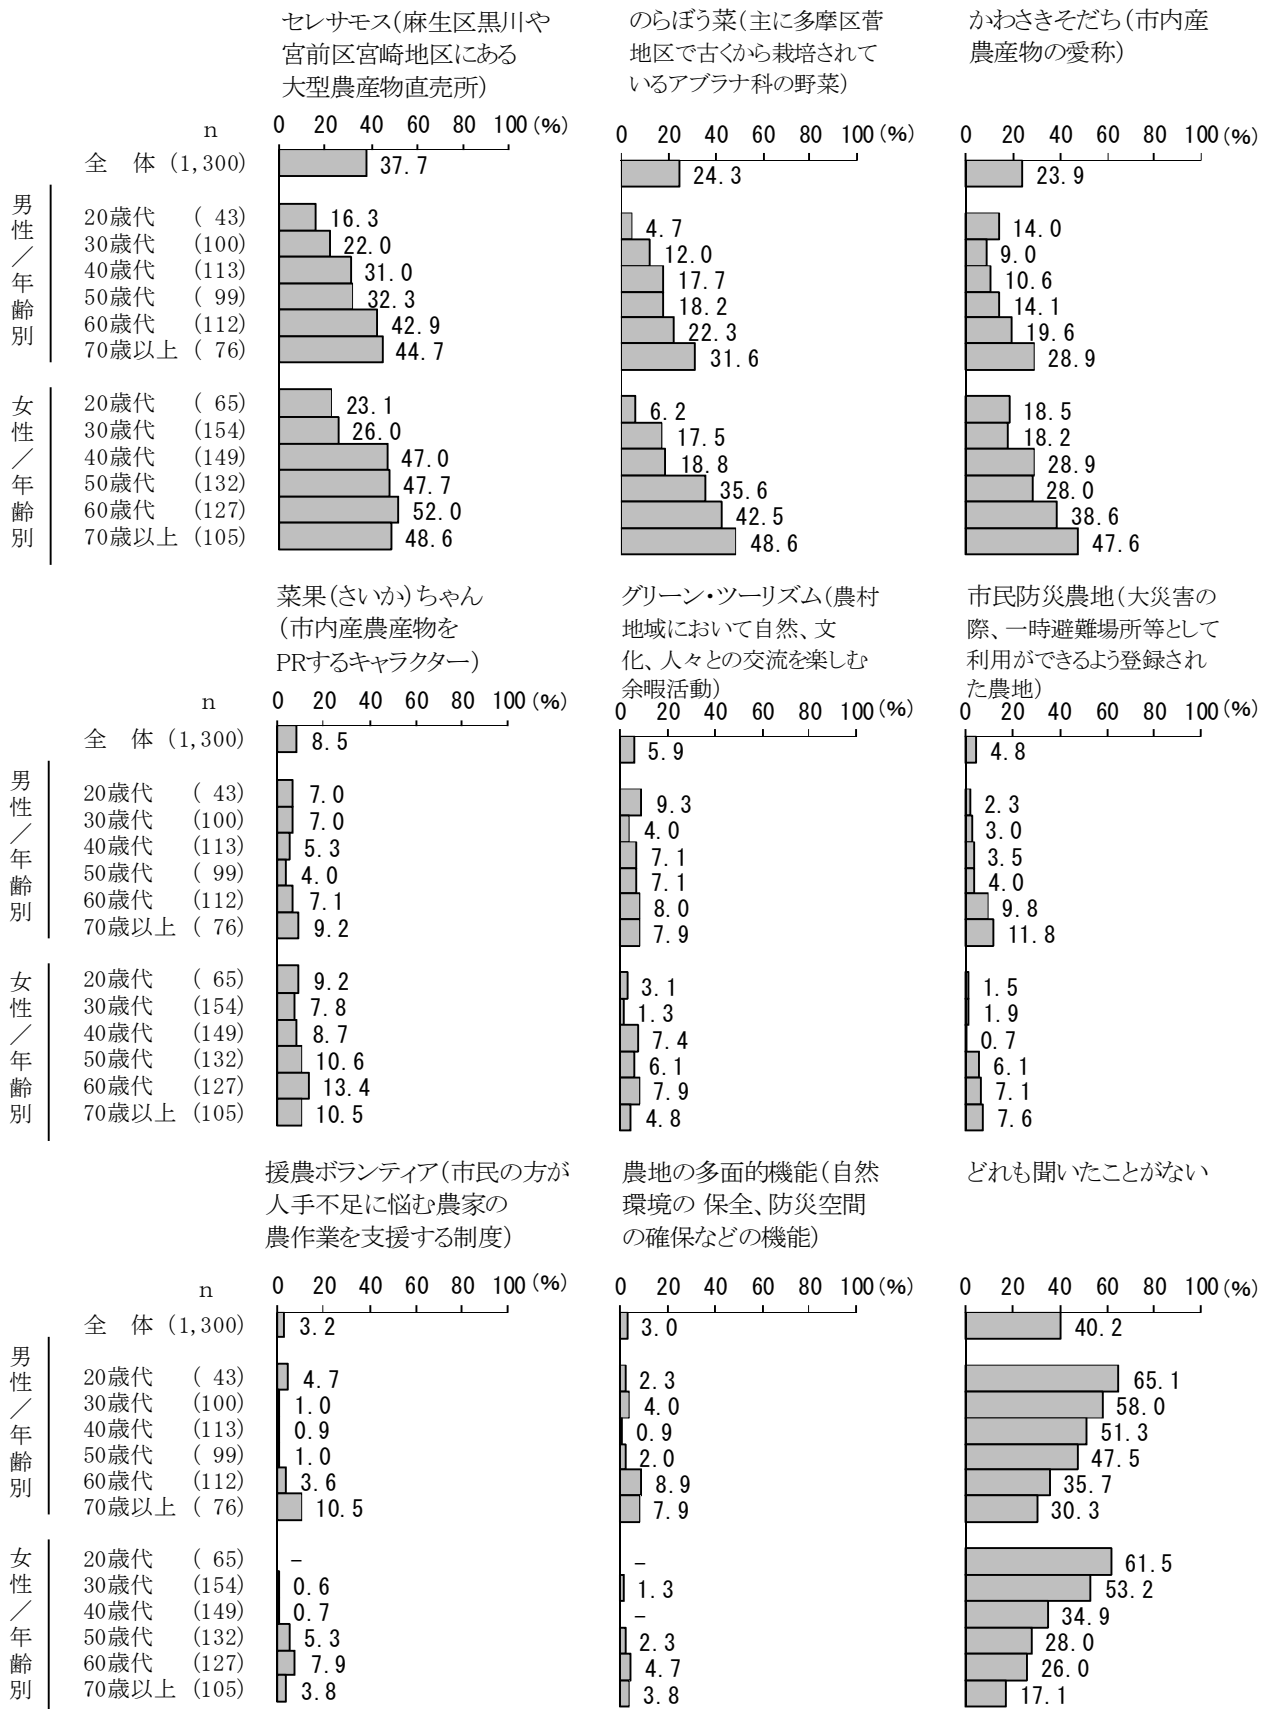 セレサモス(麻生区黒川や
宮前区宮崎地区にある
大型農産物直売所)
のらぼう菜(主に多摩区菅
地区で古くから栽培されて
いるアブラナ科の野菜)
かわさきそだち(市内産
農産物の愛称)
n
0 20 40 60 80 100(%)
0 20 40 60 80 100(%)
0 20 40 60 80 100(%)
全 体 (1,300) 37.7 24.3 23.9
男性/年齢別
20歳代 ( 43) 16.3 4.7 14.0
30歳代 (100) 22.0 12.0 9.0
40歳代 (113) 31.0 17.7 10.6
50歳代 ( 99) 32.3 18.2 14.1
60歳代 (112) 42.9 22.3 19.6
70歳以上 ( 76) 44.7 31.6 28.9
女性/年齢別
20歳代 ( 65) 23.1 6.2 18.5
30歳代 (154) 26.0 17.5 18.2
40歳代 (149) 47.0 18.8 28.9
50歳代 (132) 47.7 35.6 28.0
60歳代 (127) 52.0 42.5 38.6
70歳以上 (105) 48.6 48.6 47.6
菜果(さいか)ちゃん
(市内産農産物を
PRするキャラクター)
グリーン・ツーリズム(農村
地域において自然、文
化、人々との交流を楽しむ
余暇活動)
市民防災農地(大災害の
際、一時避難場所等として
利用ができるよう登録され
た農地)
n
0 20 40 60 80 100(%)
0 20 40 60 80 100(%)
0 20 40 60 80 100(%)
全 体 (1,300) 8.5 5.9 4.8
男性/年齢別
20歳代 ( 43) 7.0 9.3 2.3
30歳代 (100) 7.0 4.0 3.0
40歳代 (113) 5.3 7.1 3.5
50歳代 ( 99) 4.0 7.1 4.0
60歳代 (112) 7.1 8.0 9.8
70歳以上 ( 76) 9.2 7.9 11.8
女性/年齢別
20歳代 ( 65) 9.2 3.1 1.5
30歳代 (154) 7.8 1.3 1.9
40歳代 (149) 8.7 7.4 0.7
50歳代 (132) 10.6 6.1 6.1
60歳代 (127) 13.4 7.9 7.1
70歳以上 (105) 10.5 4.8 7.6
援農ボランティア(市民の方が
人手不足に悩む農家の
農作業を支援する制度)
農地の多面的機能(自然
環境の 保全、防災空間
の確保などの機能)
どれも聞いたことがない
n
0 20 40 60 80 100(%)
0 20 40 60 80 100(%)
0 20 40 60 80 100(%)
全 体 (1,300) 3.2 3.0 40.2
男性/年齢別
20歳代 ( 43) 4.7 2.3 65.1
30歳代 (100) 1.0 4.0 58.0
40歳代 (113) 0.9 0.9 51.3
50歳代 ( 99) 1.0 2.0 47.5
60歳代 (112) 3.6 8.9 35.7
70歳以上 ( 76) 10.5 7.9 30.3
女性/年齢別
20歳代 ( 65) - - 61.5
30歳代 (154) 0.6 1.3 53.2
40歳代 (149) 0.7 - 34.9
50歳代 (132) 5.3 2.3 28.0
60歳代 (127) 7.9 4.7 26.0
70歳以上 (105) 3.8 3.8 17.1